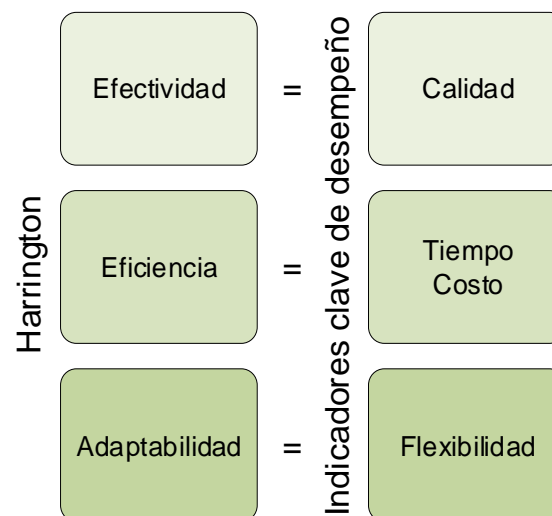 Harrington
Efectividad
=
Indicadores clave de desempeño
Calidad
Eficiencia
=
Tiempo
Costo
Adaptabilidad
=
Flexibilidad